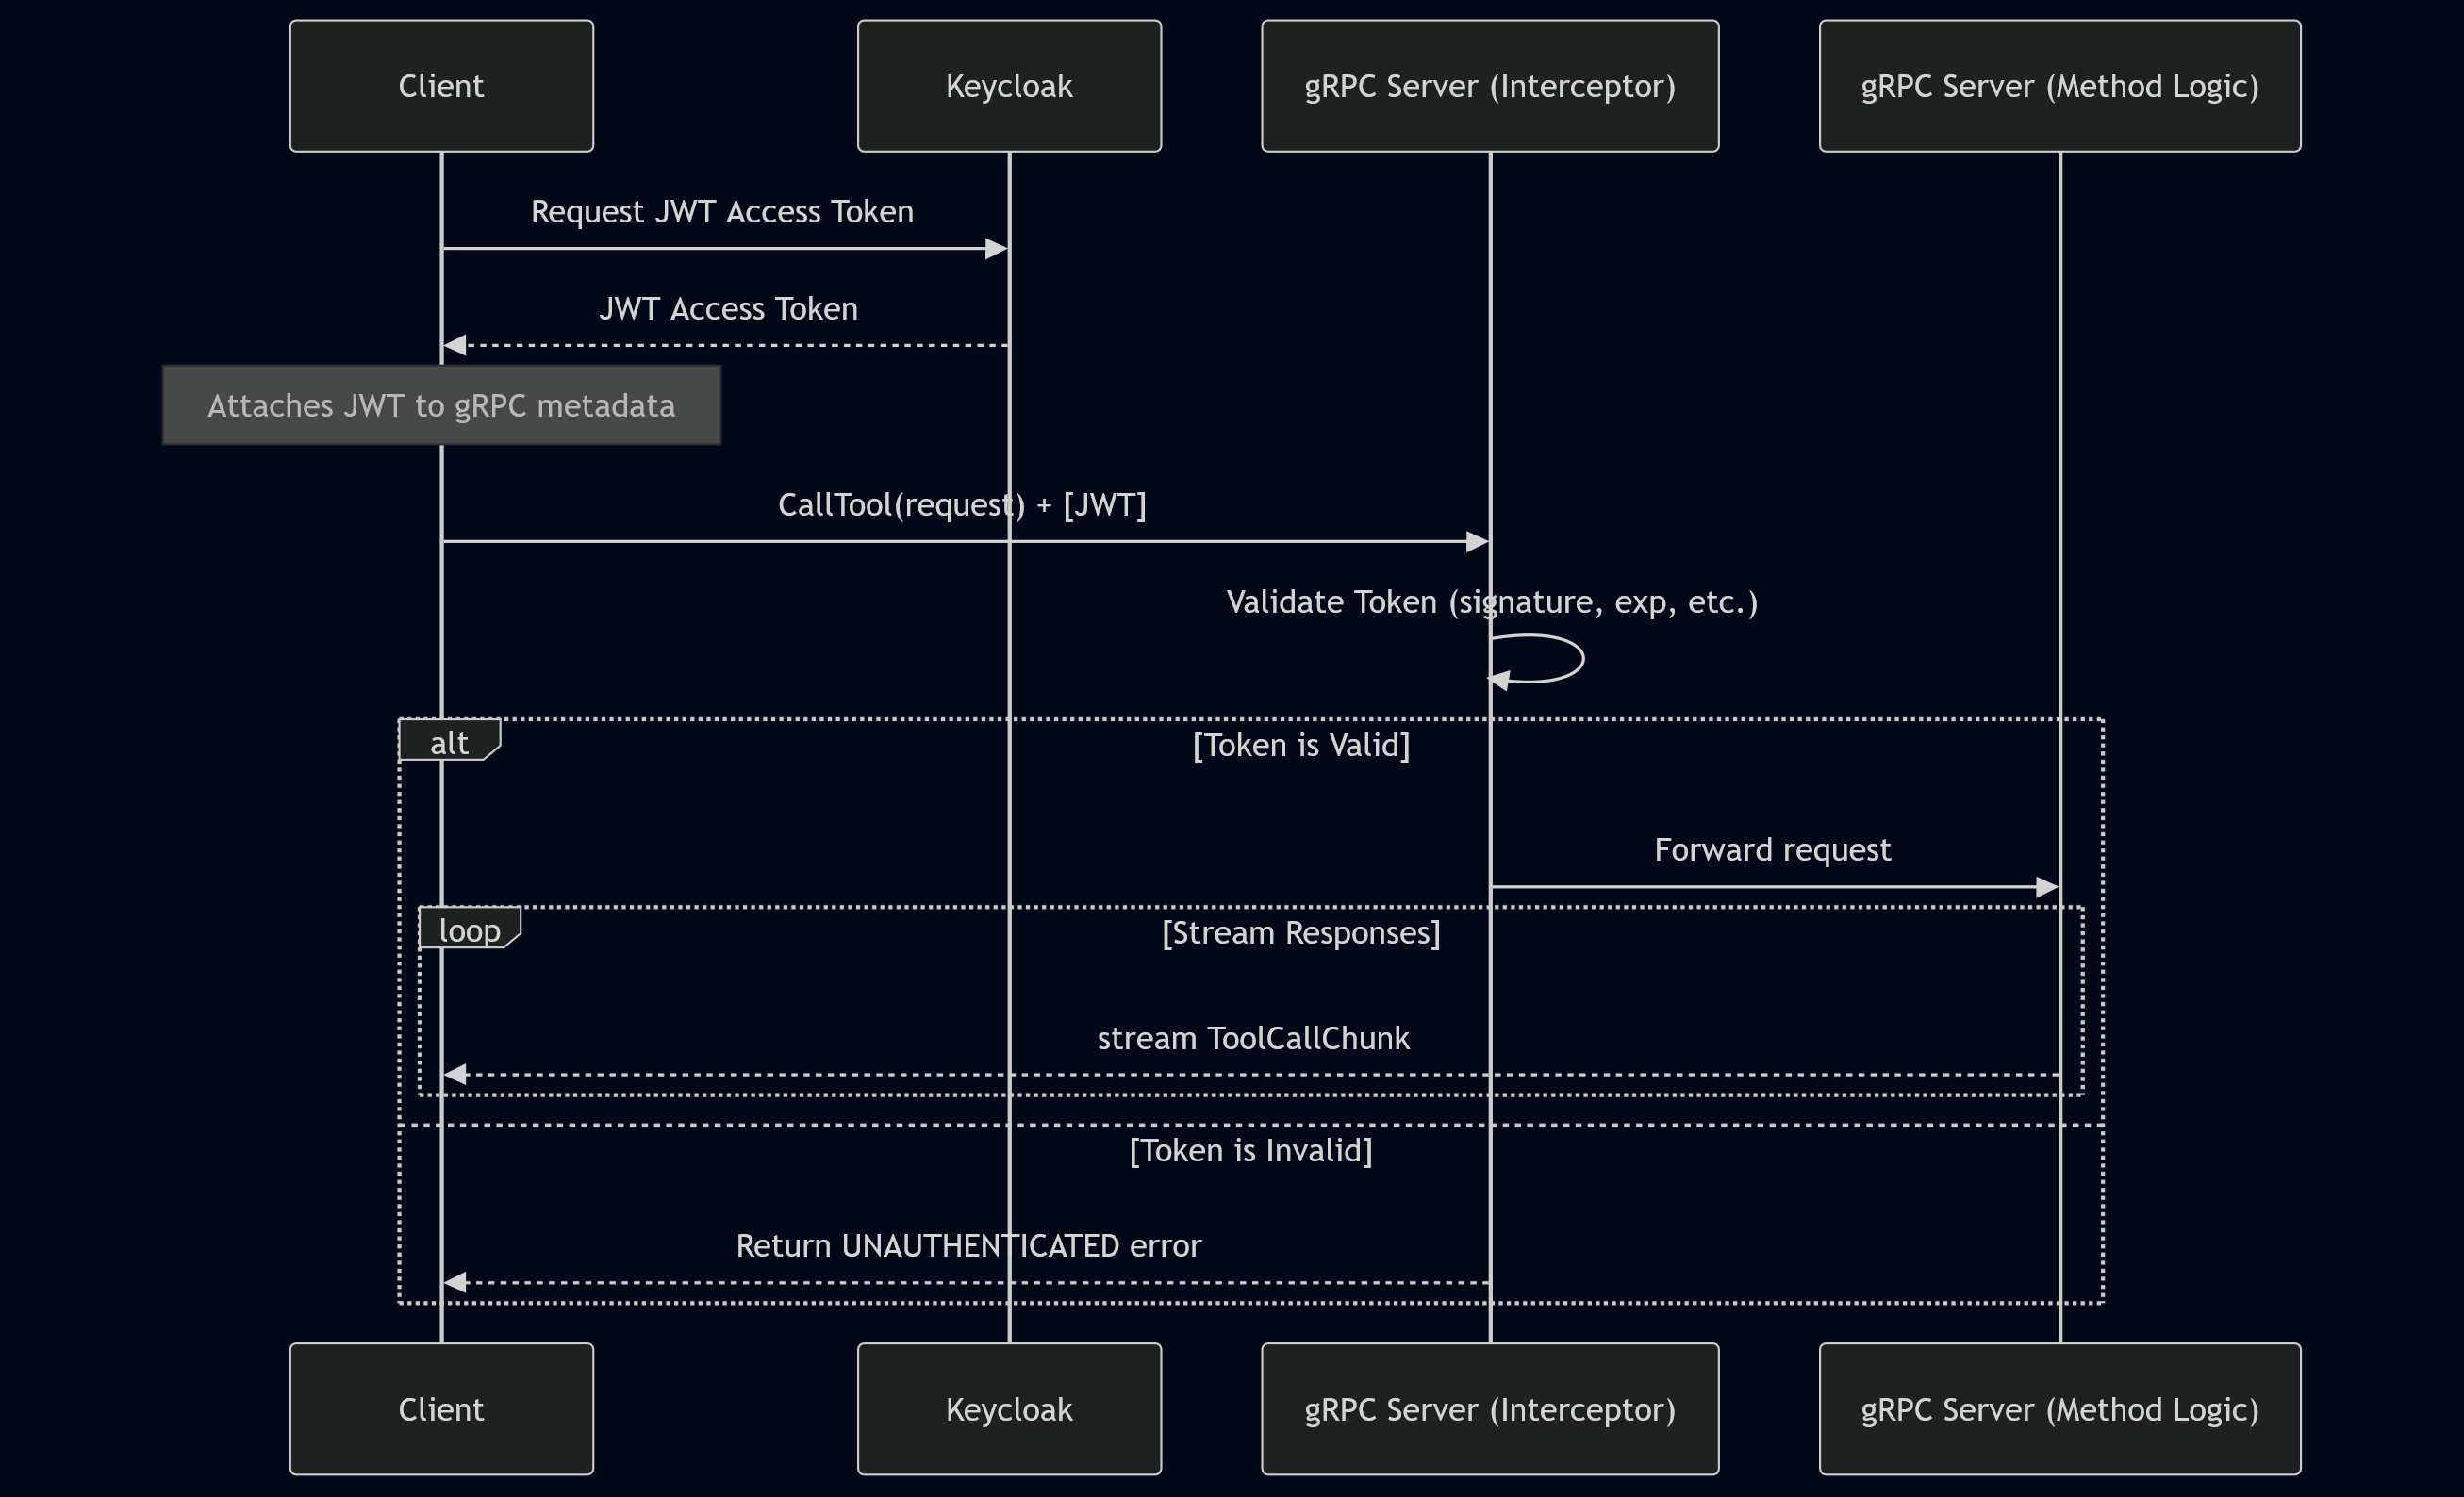 Client
Keycloak
gRPC Server (Interceptor)
gRPC Server (Method Logic)
Request JWT Access Token
JWT Access Token
Attaches JWT to gRPC metadata
CallTool(request) + [JWT]
Validate Token (signature, exp, etc.)
alt
[Token is Valid]
Forward request
loop
[Stream Responses]
stream ToolCallChunk
[Token is Invalid]
Return UNAUTHENTICATED error
Client
Keycloak
gRPC Server (Interceptor)
gRPC Server (Method Logic)